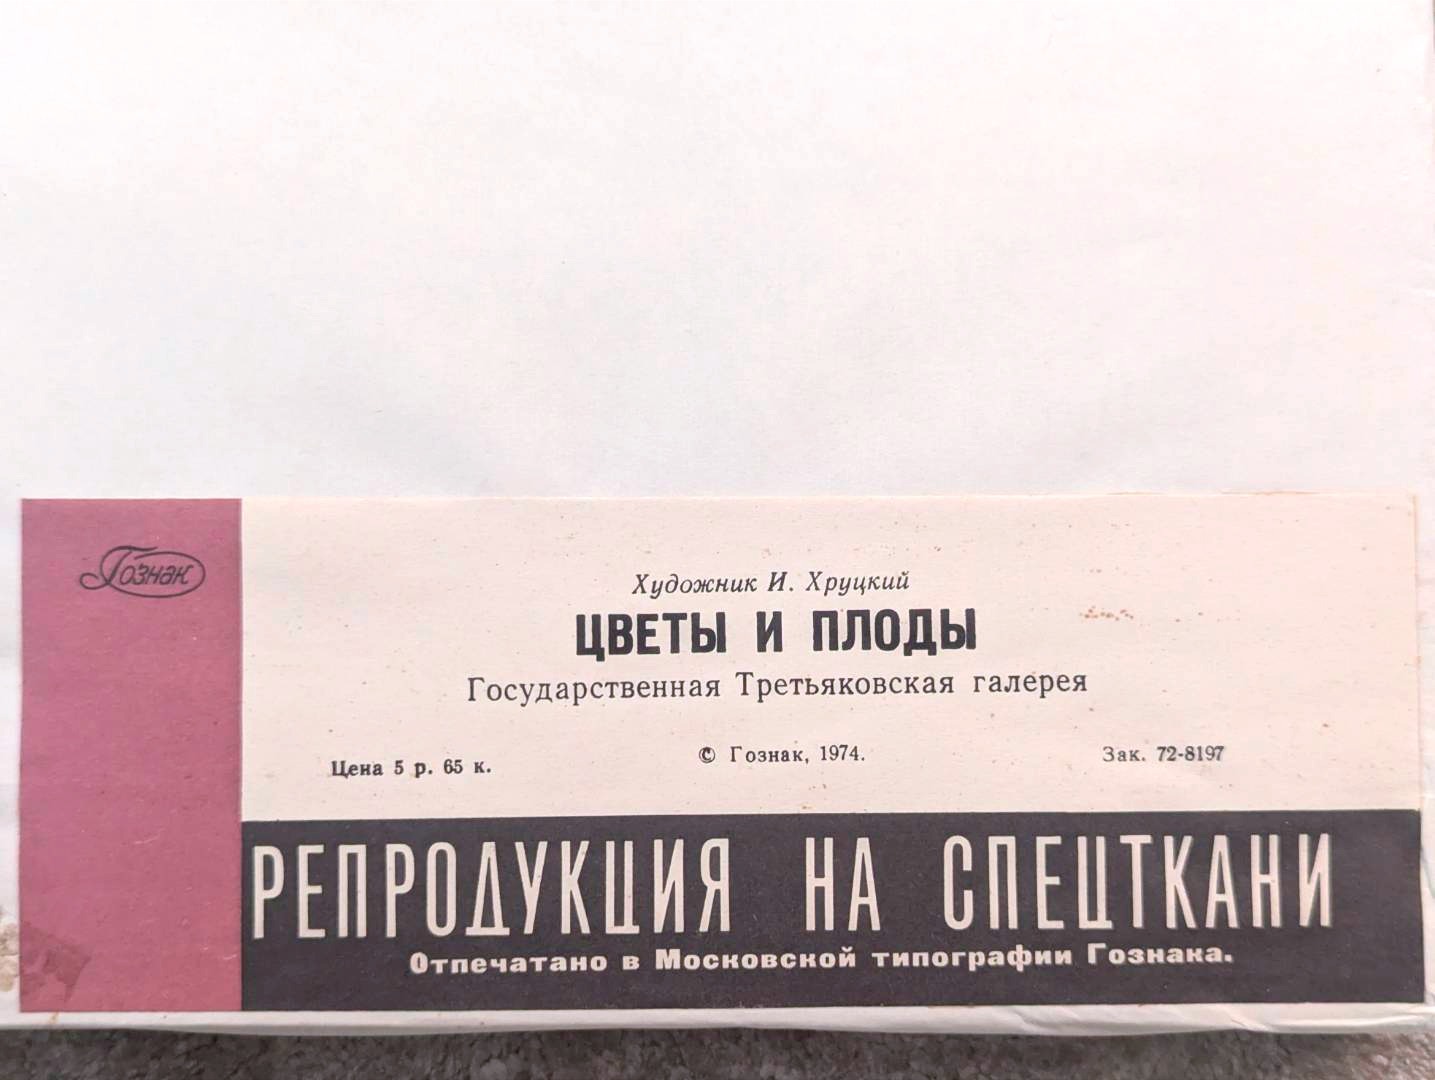 Гознак
Художник И. Хруцкий
ЦВЕТЫ И ПЛОДЫ
Государственная Третьяковская галерея
Цена 5 р. 65 к.
© Гознак, 1974.
Зак. 72-8197
РЕПРОДУКЦИЯ НА СПЕЦТКАНИ
Отпечатано в Московской типографии Гознака.